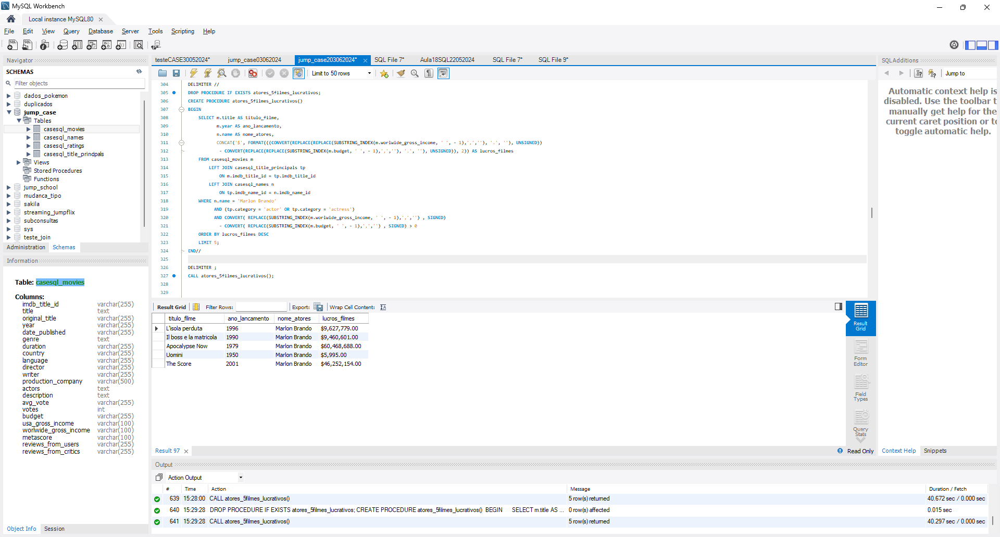 MySQL Workbench
Local instance MySQL80
File Edit View Query Database Server Tools Scripting Help
Navigator
SCHEMAS
Filter objects
dados_pokemon
duplicados
jump_case
Tables
casesql_movies
casesql_names
casesql_ratings
casesql_title_principals
Views
Stored Procedures
Functions
jump_school
mudanca_tipo
sakila
streaming_jumpflix
subconsultas
sys
teste_join
Administration Schemas
Information
Table: casesql_movies
Columns:
imdb_title_id varchar(255)
title text
original_title varchar(255)
year varchar(255)
date_published varchar(255)
genre text
duration varchar(255)
country varchar(255)
language varchar(255)
director varchar(255)
writer varchar(255)
production_company varchar(500)
actors text
description text
avg_vote varchar(255)
votes int
budget varchar(255)
usa_gross_income varchar(100)
worlwide_gross_income varchar(100)
metascore varchar(100)
reviews_from_users varchar(255)
reviews_from_critics varchar(255)
Object Info Session
testeCASE30052024* jump_case03062024 jump_case203062024* SQL File 7* Aula18SQL22052024 SQL File 7* SQL File 9*
Limit to 50 rows
304 DELIMITER //
305 DROP PROCEDURE IF EXISTS atores_5filmes_lucrativos;
306 CREATE PROCEDURE atores_5filmes_lucrativos()
307 BEGIN
308 SELECT m.title AS titulo_filme,
309 m.year AS ano_lancamento,
310 n.name AS nome_atores,
311 CONCAT('$', FORMAT(((CONVERT(REPLACE(REPLACE(SUBSTRING_INDEX(m.worlwide_gross_income, ' ', - 1),',',''), '.', ''), UNSIGNED))
312 - CONVERT(REPLACE(REPLACE(SUBSTRING_INDEX(m.budget, ' ', - 1),',',''), '.', ''), UNSIGNED)), 2)) AS lucros_filmes
313 FROM casesql_movies m
314 LEFT JOIN casesql_title_principals tp
315 ON m.imdb_title_id = tp.imdb_title_id
316 LEFT JOIN casesql_names n
317 ON tp.imdb_name_id = n.imdb_name_id
318 WHERE n.name = 'Marlon Brando'
319 AND (tp.category = 'actor' OR tp.category = 'actress')
320 AND CONVERT( REPLACE(SUBSTRING_INDEX(m.worlwide_gross_income, ' ', - 1),',','') , SIGNED)
321 - CONVERT( REPLACE(SUBSTRING_INDEX(m.budget, ' ', - 1),',','') , SIGNED) > 0
322 ORDER BY lucros_filmes DESC
323 LIMIT 5;
324 END//
325
326 DELIMITER ;
327 CALL atores_5filmes_lucrativos();
328
329
Result Grid Filter Rows: Export: Wrap Cell Content:
titulo_filme ano_lancamento nome_atores lucros_filmes
L'isola perduta 1996 Marlon Brando $9,627,779.00
Il boss e la matricola 1990 Marlon Brando $9,460,601.00
Apocalypse Now 1979 Marlon Brando $60,468,688.00
Uomini 1950 Marlon Brando $5,995.00
The Score 2001 Marlon Brando $46,252,154.00
Result Grid
Form Editor
Field Types
Query Stats
Result 97
Read Only
SQLAdditions
Jump to
Automatic context help is
disabled. Use the toolbar t
manually get help for the
current caret position or to
toggle automatic help.
Context Help Snippets
Output
Action Output
# Time Action Message Duration / Fetch
639 15:28:00 CALL atores_5filmes_lucrativos() 5 row(s) returned 40.672 sec / 0.000 sec
640 15:29:28 DROP PROCEDURE IF EXISTS atores_5filmes_lucrativos; CREATE PROCEDURE atores_5filmes_lucrativos() BEGIN SELECT m.title AS ... 0 row(s) affected 0.015 sec
641 15:29:28 CALL atores_5filmes_lucrativos() 5 row(s) returned 40.297 sec / 0.000 sec